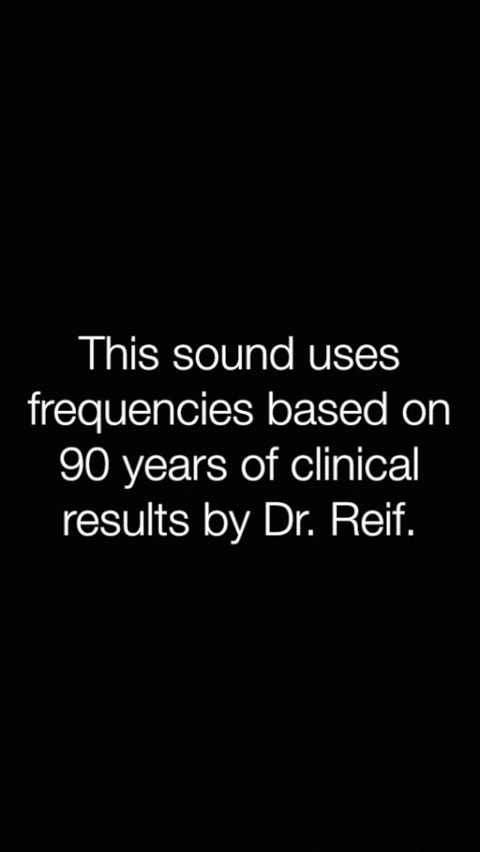 This sound uses
frequencies based on
90 years of clinical
results by Dr. Reif.